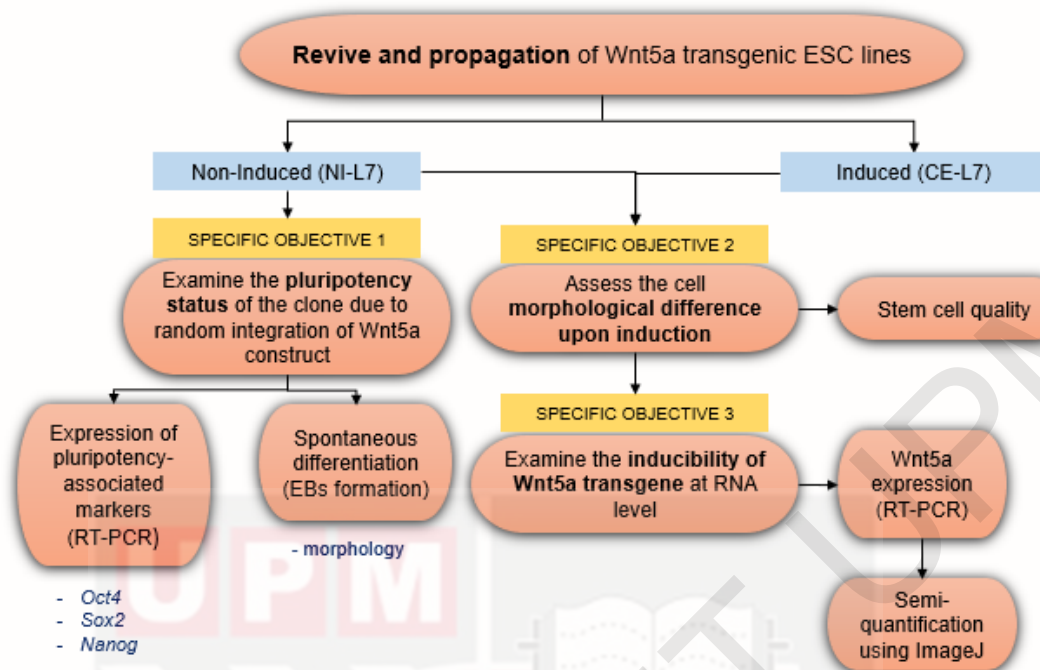 Revive and propagation of Wnt5a transgenic ESC lines
Non-Induced (NI-L7)
Induced (CE-L7)
SPECIFIC OBJECTIVE 1
Examine the pluripotency
status of the clone due to
random integration of Wnt5a
construct
Expression of
pluripotency-
associated
markers
(RT-PCR)
- Oct4
- Sox2
- Nanog
Spontaneous
differentiation
(EBs formation)
- morphology
SPECIFIC OBJECTIVE 2
Assess the cell
morphological difference
upon induction
Stem cell quality
SPECIFIC OBJECTIVE 3
Examine the inducibility of
Wnt5a transgene at RNA
level
Wnt5a
expression
(RT-PCR)
Semi-
quantification
using ImageJ
UPM
UPM